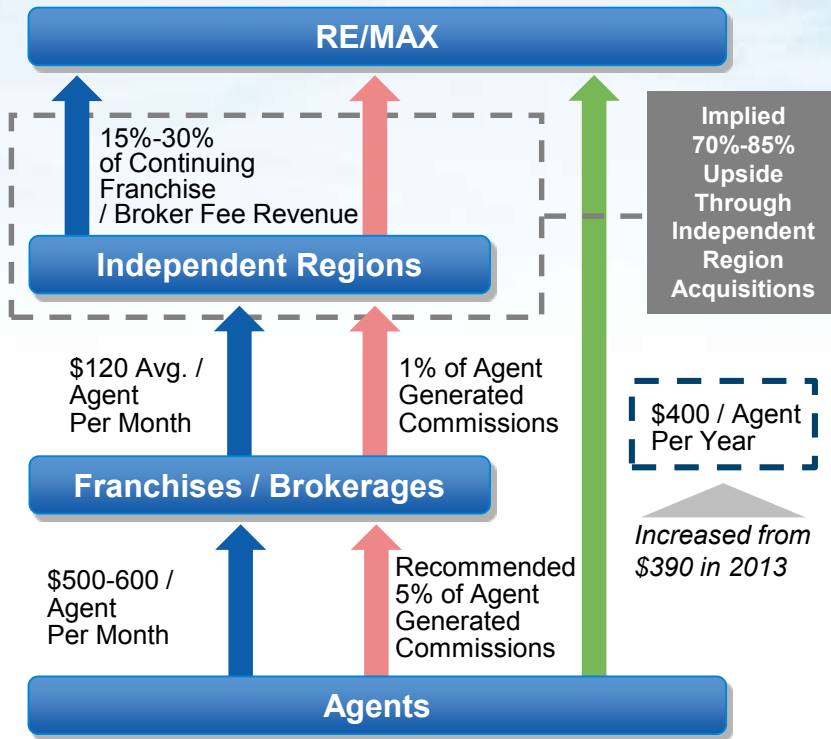 RE/MAX
15%-30%
of Continuing
Franchise
/ Broker Fee Revenue
Implied
70%-85%
Upside
Through
Independent
Region
Acquisitions
Independent Regions
$120 Avg. /
Agent
Per Month
1% of Agent
Generated
Commissions
$400 / Agent
Per Year
Franchises / Brokerages
Increased from
$390 in 2013
$500-600 /
Agent
Per Month
Recommended
5% of Agent
Generated
Commissions
Agents